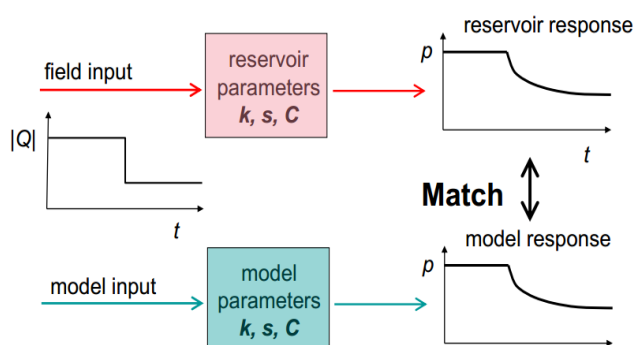 reservoir response
field input
reservoir
parameters
k, s, C
p
t
|Q|
t
Match
model response
model input
model
parameters
k, s, C
p